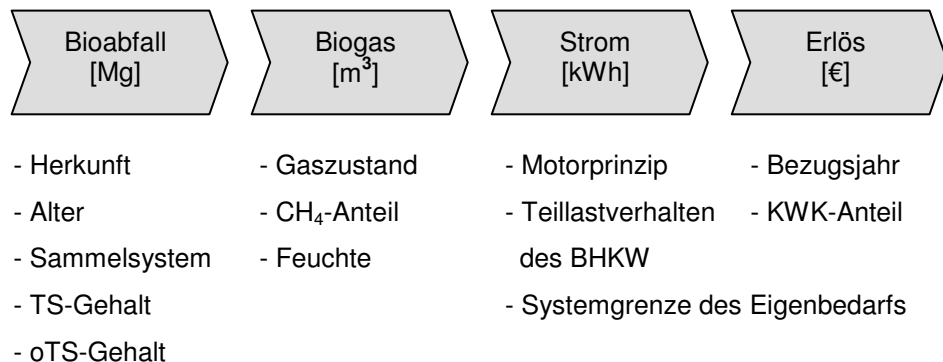 Bioabfall
[Mg]
Biogas
[m³]
Strom
[kWh]
Erlös
[€]
- Herkunft
- Alter
- Sammelsystem
- TS-Gehalt
- oTS-Gehalt
- Gaszustand
- CH₄-Anteil
- Feuchte
- Motorprinzip
- Teillastverhalten
des BHKW
- Systemgrenze des Eigenbedarfs
- Bezugsjahr
- KWK-Anteil